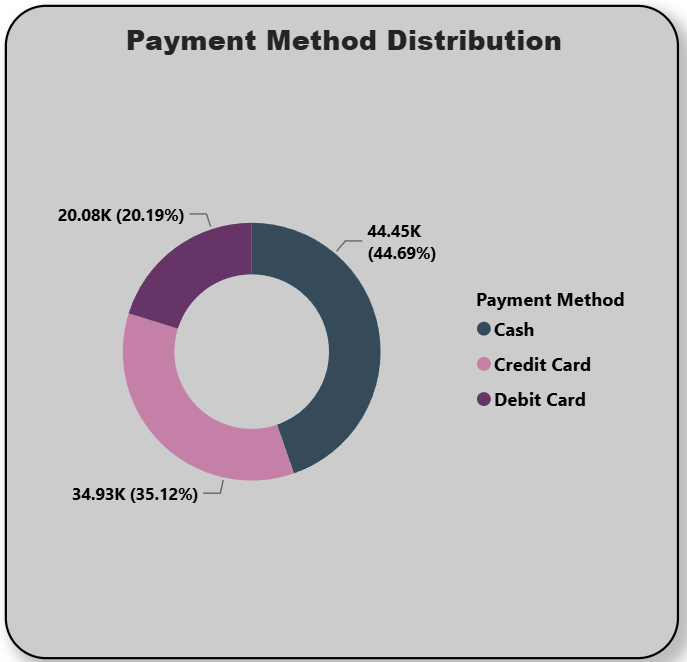 Payment Method Distribution
20.08K (20.19%)
44.45K
(44.69%)
Payment Method
Cash
Credit Card
Debit Card
34.93K (35.12%)